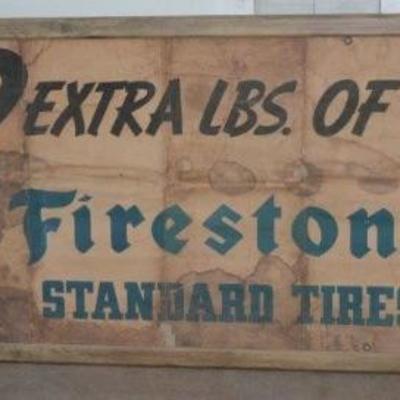 EXTRA LBS. OF
Fireston
STANDARD TIRES